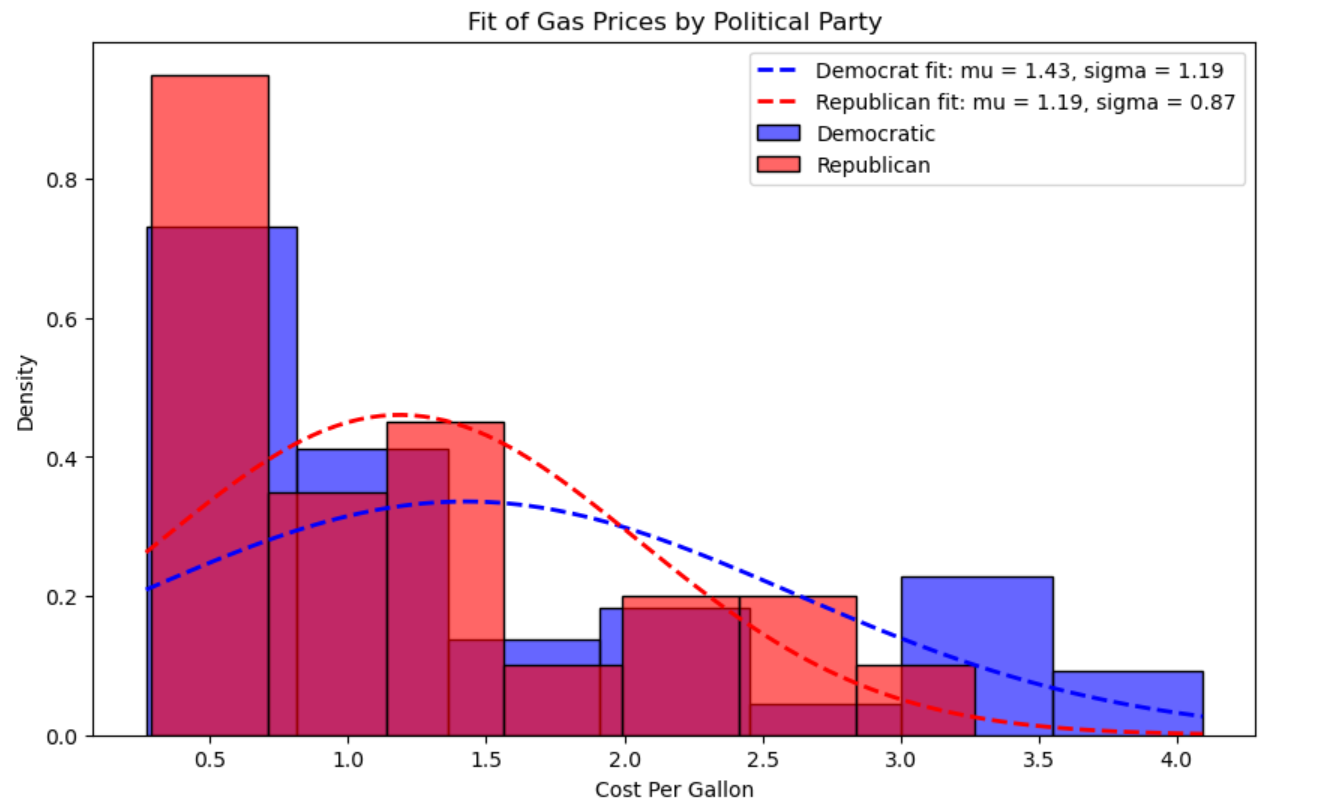 Fit of Gas Prices by Political Party
Democrat fit: mu = 1.43, sigma = 1.19
Republican fit: mu = 1.19, sigma = 0.87
Democratic
Republican
Density
0.8
0.6
0.4
0.2
0.0
0.5 1.0 1.5 2.0 2.5 3.0 3.5 4.0
Cost Per Gallon